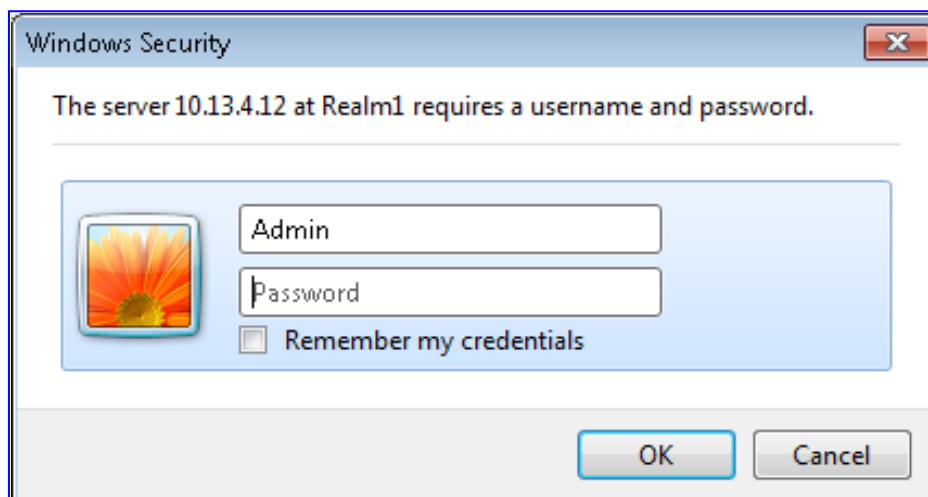 Windows Security
The server 10.13.4.12 at Realm1 requires a username and password.
Admin
Password
Remember my credentials
OK Cancel